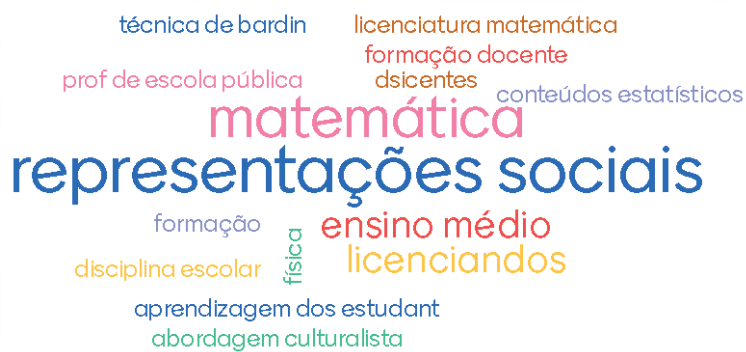 técnica de bardin licenciatura matemática
formação docente
prof de escola pública dsicentes
conteúdos estatísticos
matemática
representações sociais
formação ensino médio
física
disciplina escolar licenciandos
aprendizagem dos estudant
abordagem culturalista